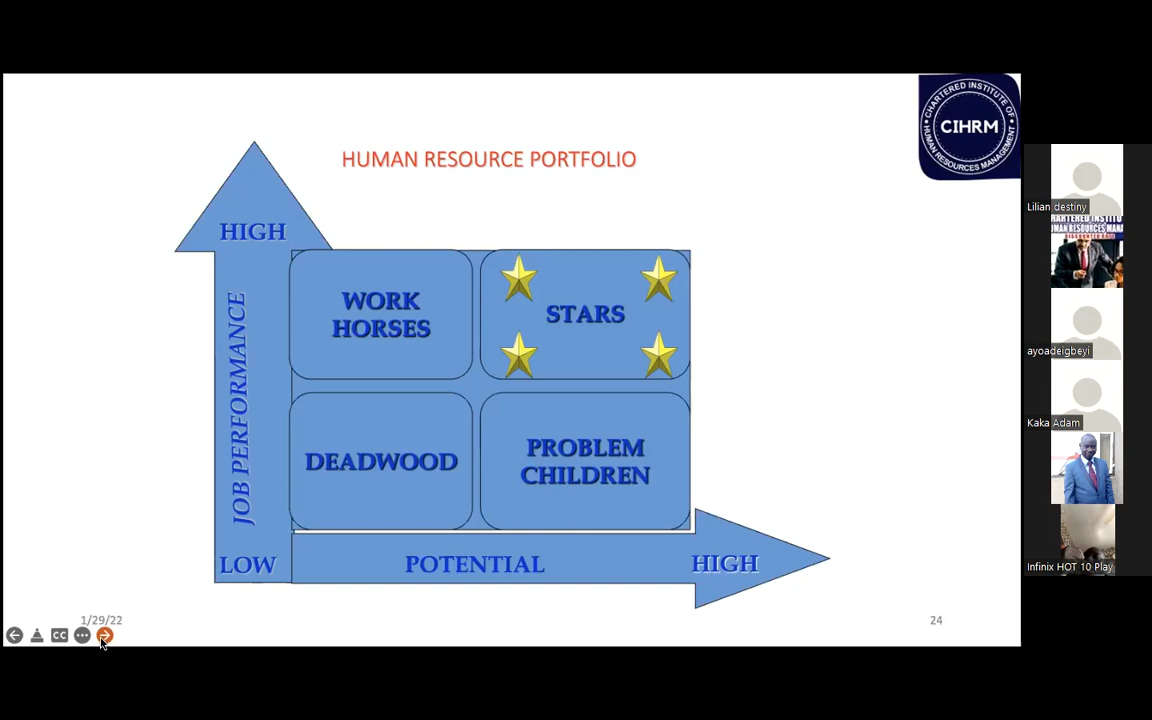 CHARTERED INSTITUTE OF
CIHRM
HUMAN RESOURCES MANAGEMENT
HUMAN RESOURCE PORTFOLIO
HIGH
WORK
HORSES
STARS
JOB PERFORMANCE
DEADWOOD
PROBLEM
CHILDREN
LOW
POTENTIAL
HIGH
1/29/22
24
CC
Lilian destiny
ayoadeigbeyi
Kaka Adam
Infinix HOT 10 Play